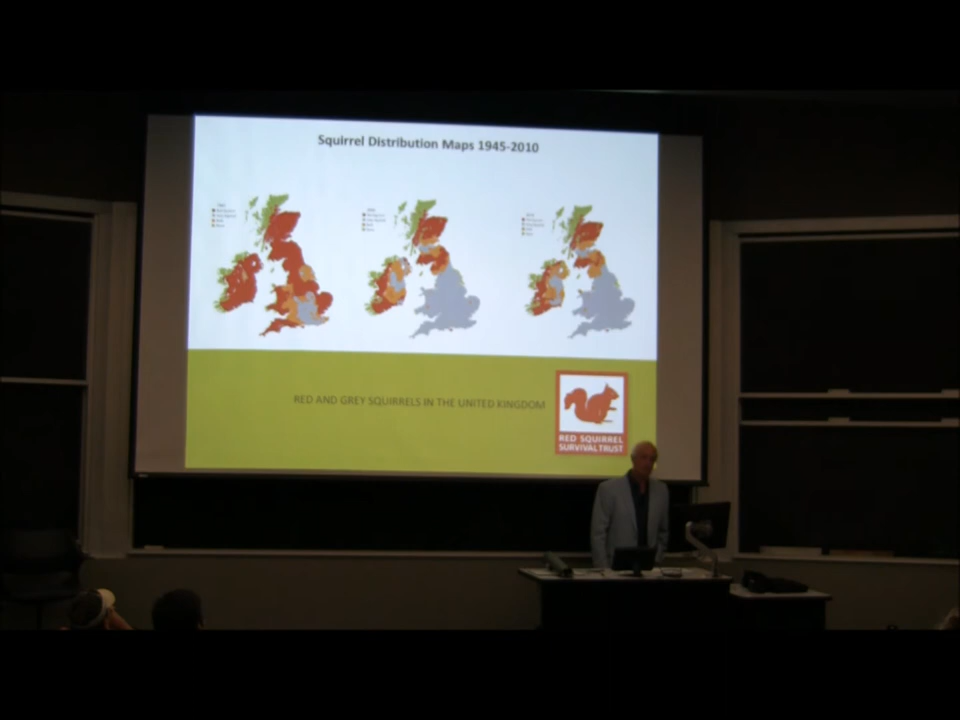 Squirrel Distribution Maps 1945-2010
RED AND GREY SQUIRRELS IN THE UNITED KINGDOM
RED SQUIRREL
SURVIVAL TRUST